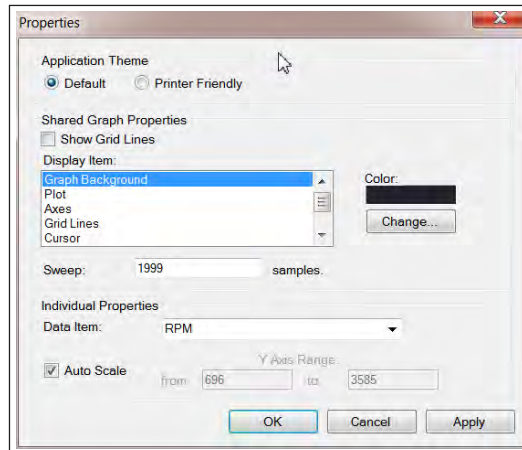 Properties
Application Theme
Default Printer Friendly
Shared Graph Properties
Show Grid Lines
Display Item:
Graph Background
Plot
Axes
Grid Lines
Cursor
Color:
Change...
Sweep: 1999 samples.
Individual Properties
Data Item: RPM
Y Axis Range
Auto Scale from 696 to 3585
OK Cancel Apply